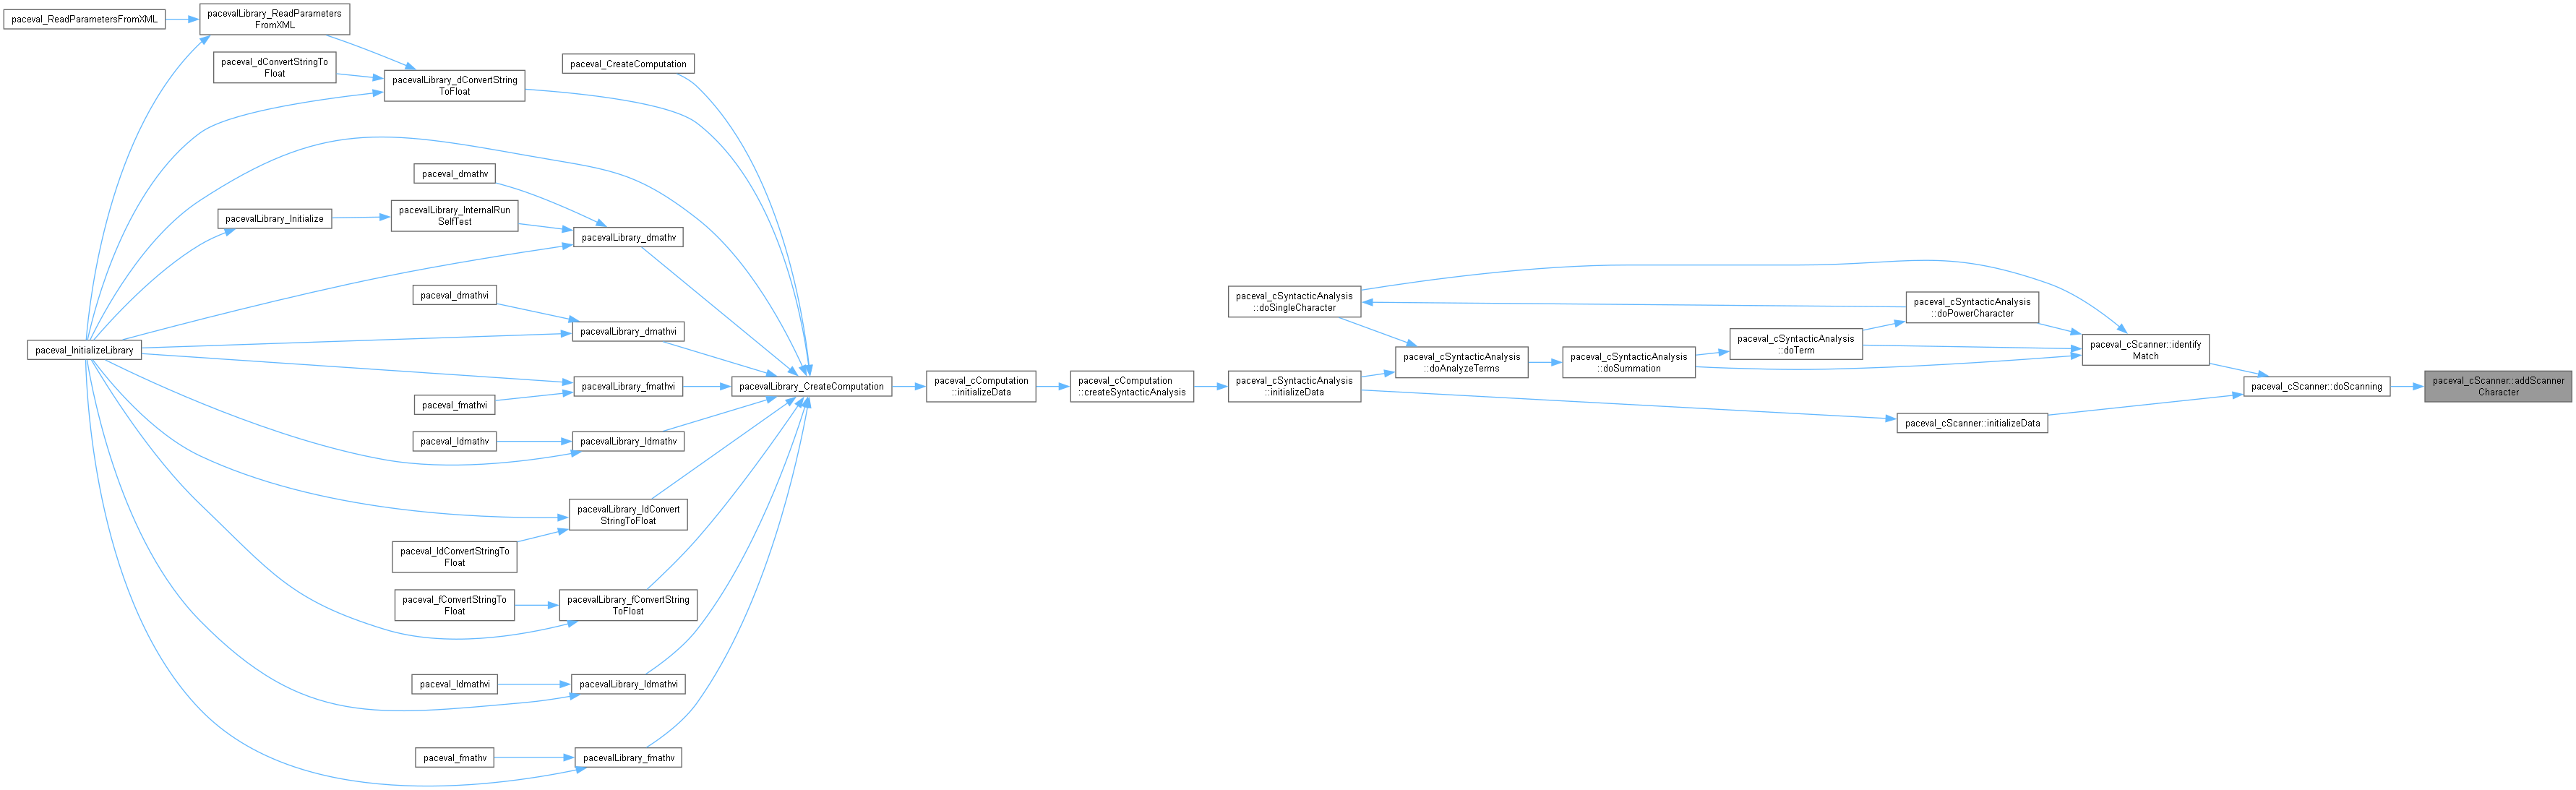 paceval_ReadParametersFromXML
pacevalLibrary_ReadParameters
FromXML
paceval_dConvertStringTo
Float
pacevalLibrary_dConvertString
ToFloat
paceval_CreateComputation
paceval_dmathv
pacevalLibrary_Initialize
pacevalLibrary_InternalRun
SelfTest
pacevalLibrary_dmathv
paceval_dmathvi
pacevalLibrary_dmathvi
paceval_InitializeLibrary
pacevalLibrary_fmathvi
paceval_fmathvi
paceval_ldmathv
pacevalLibrary_ldmathv
pacevalLibrary_ldConvert
StringToFloat
paceval_ldConvertStringTo
Float
paceval_fConvertStringTo
Float
pacevalLibrary_fConvertString
ToFloat
paceval_ldmathvi
pacevalLibrary_ldmathvi
paceval_fmathv
pacevalLibrary_fmathv
pacevalLibrary_CreateComputation
paceval_cComputation
::initializeData
paceval_cComputation
::createSyntacticAnalysis
paceval_cSyntacticAnalysis
::doSingleCharacter
paceval_cSyntacticAnalysis
::initializeData
paceval_cSyntacticAnalysis
::doAnalyzeTerms
paceval_cSyntacticAnalysis
::doSummation
paceval_cSyntacticAnalysis
::doTerm
paceval_cSyntacticAnalysis
::doPowerCharacter
paceval_cScanner::initializeData
paceval_cScanner::identify
Match
paceval_cScanner::doScanning
paceval_cScanner::addScanner
Character